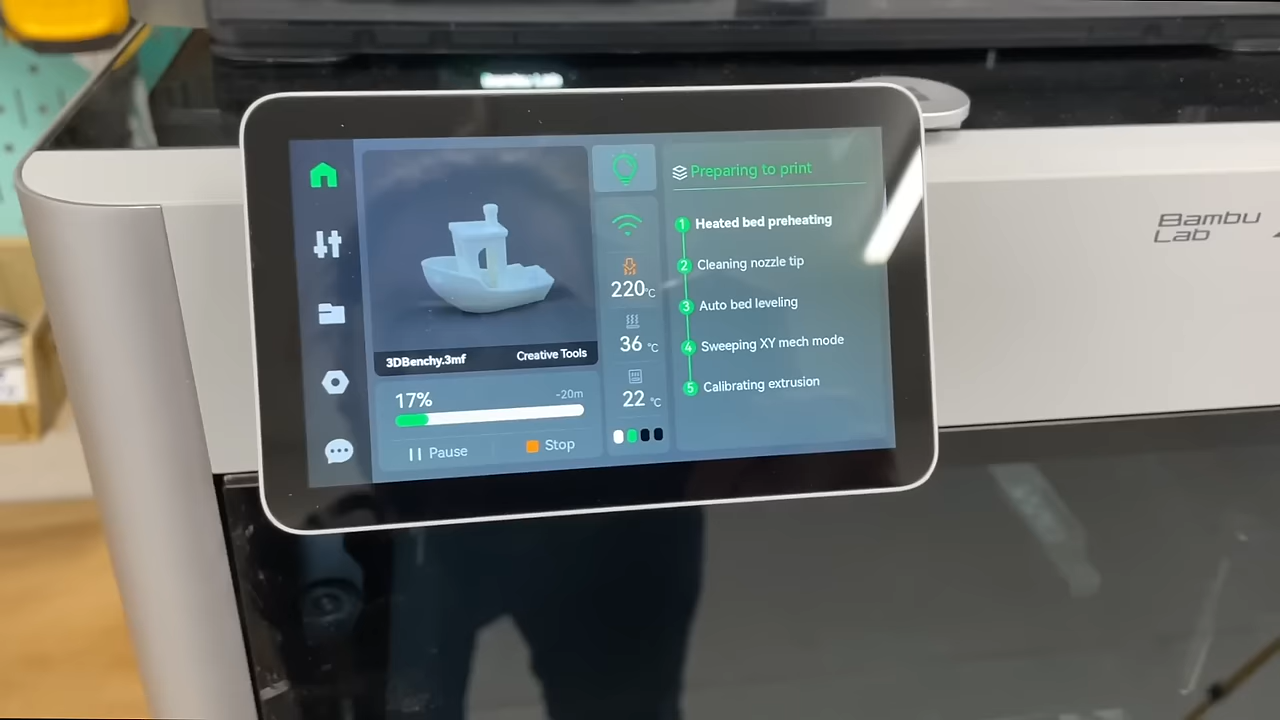 Bambu
Lab
3DBenchy.3mf
Creative Tools
17%
-20m
Pause
Stop
220°C
36 °C
22 °C
Preparing to print
1 Heated bed preheating
2 Cleaning nozzle tip
3 Auto bed leveling
4 Sweeping XY mech mode
5 Calibrating extrusion